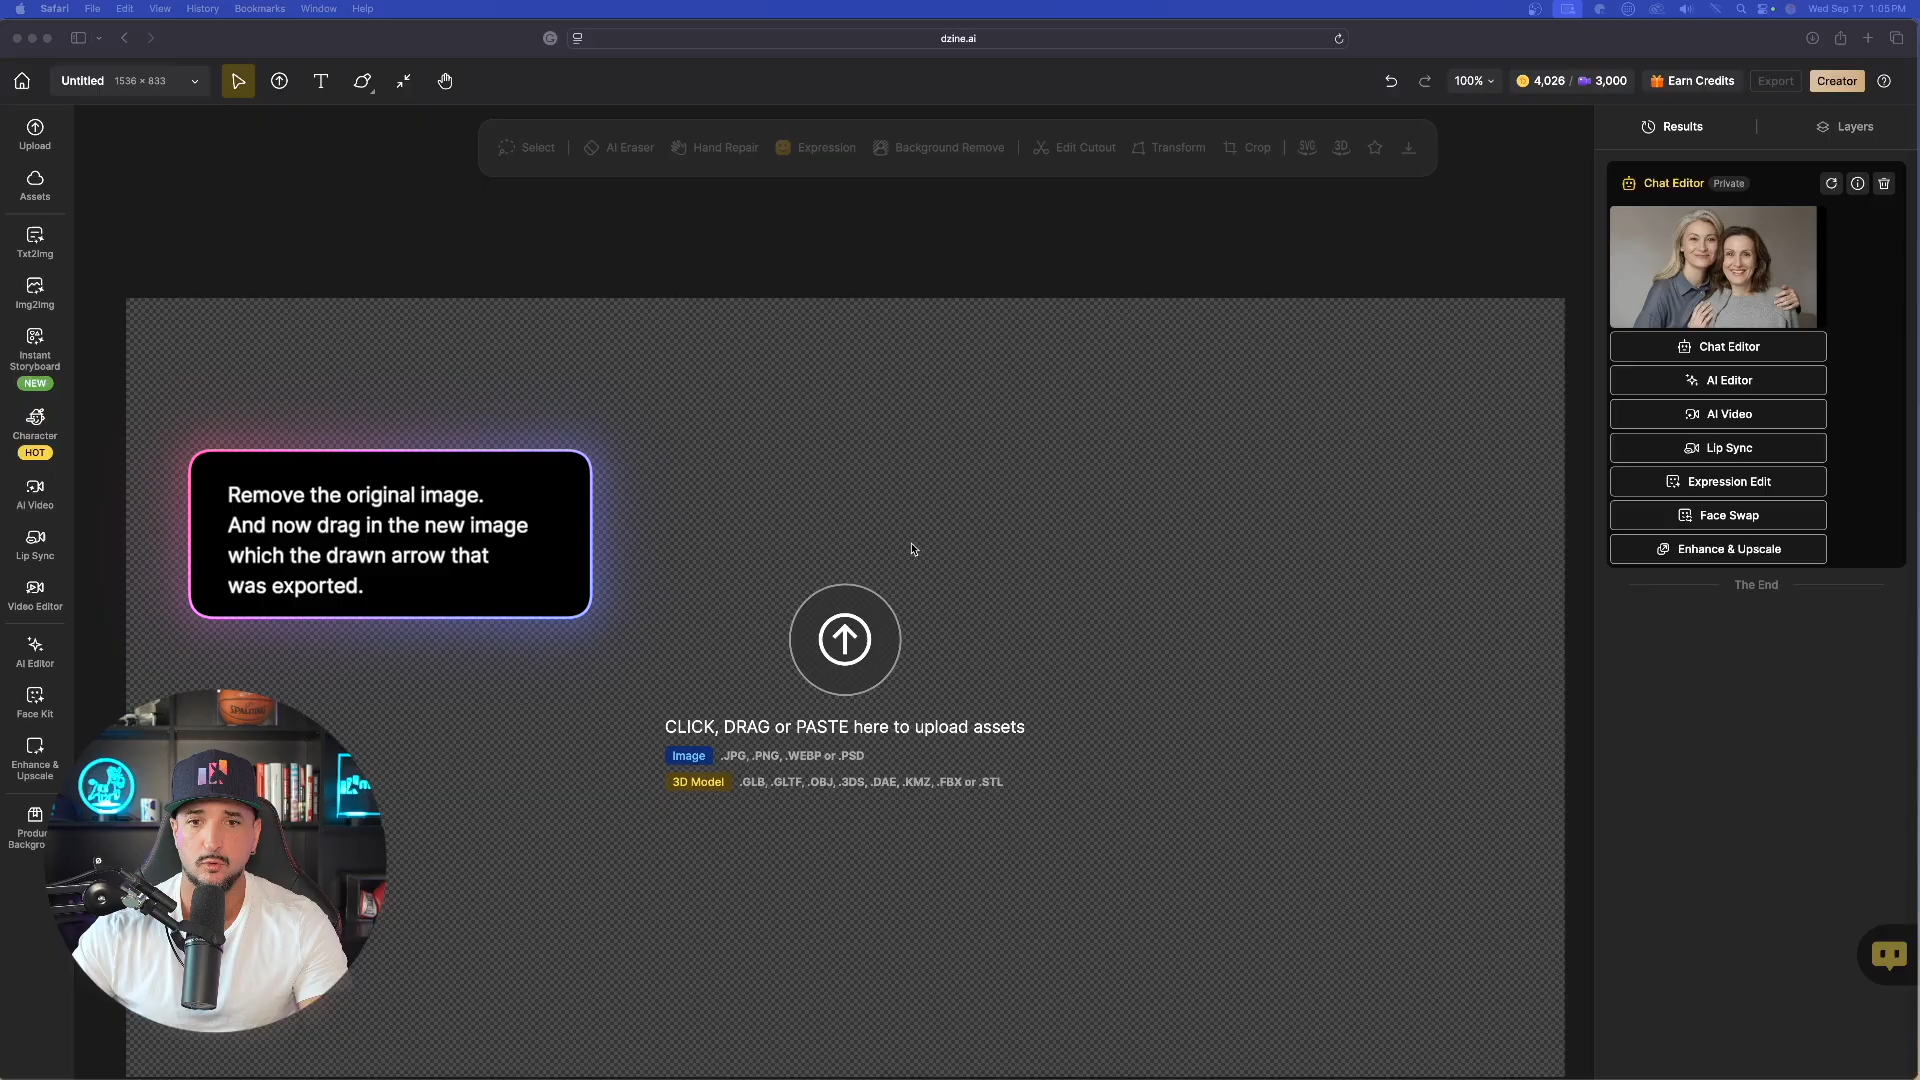 Safari File Edit View History Bookmarks Window Help
Wed Sep 17 1:05PM
dzine.ai
Untitled 1536 × 833
100%
4,026 / 3,000
Earn Credits
Export
Creator
Select
AI Eraser
Hand Repair
Expression
Background Remove
Edit Cutout
Transform
Crop
SVG
3D
Results
Layers
Upload
Assets
Txt2Img
Img2Img
Instant
Storyboard
NEW
Character
HOT
AI Video
Lip Sync
Video Editor
AI Editor
Face Kit
Enhance &
Upscale
Produc
Backgro
Remove the original image.
And now drag in the new image
which the drawn arrow that
was exported.
CLICK, DRAG or PASTE here to upload assets
Image .JPG, .PNG, .WEBP or .PSD
3D Model .GLB, .GLTF, .OBJ, .3DS, .DAE, .KMZ, .FBX or .STL
SPALDING
Chat Editor Private
Chat Editor
AI Editor
AI Video
Lip Sync
Expression Edit
Face Swap
Enhance & Upscale
The End